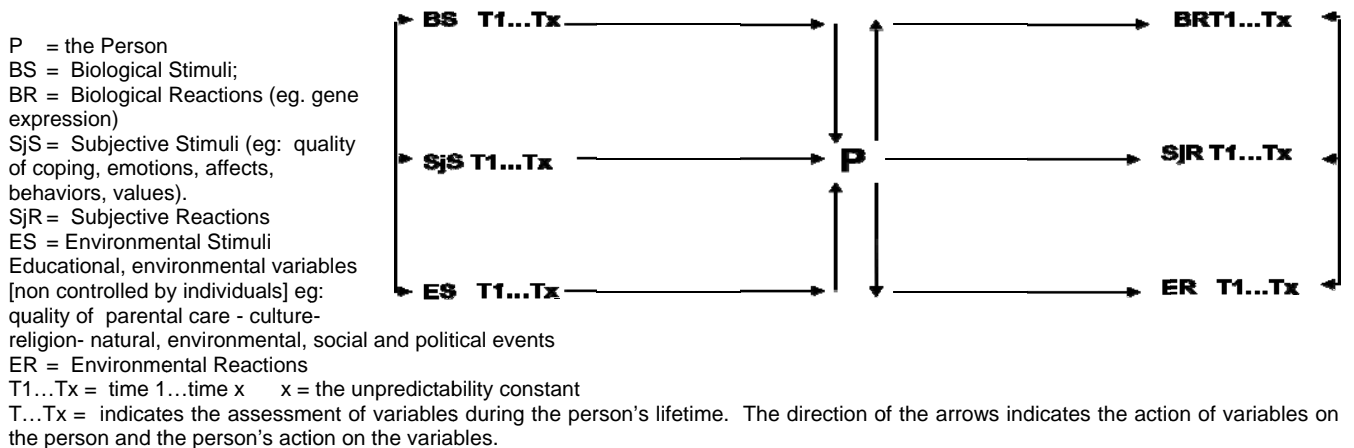 BS T1...Tx
BRT1...Tx
P = the Person
BS = Biological Stimuli;
BR = Biological Reactions (eg. gene
expression)
SjS = Subjective Stimuli (eg: quality
of coping, emotions, affects,
behaviors, values).
SjS T1...Tx
P
SjR T1...Tx
SjR = Subjective Reactions
ES = Environmental Stimuli
Educational, environmental variables
[non controlled by individuals] eg:
quality of parental care - culture-
ES T1...Tx
ER T1...Tx
religion- natural, environmental, social and political events
ER = Environmental Reactions
T1...Tx = time 1…time x x = the unpredictability constant
T…Tx = indicates the assessment of variables during the person's lifetime. The direction of the arrows indicates the action of variables on
the person and the person's action on the variables.